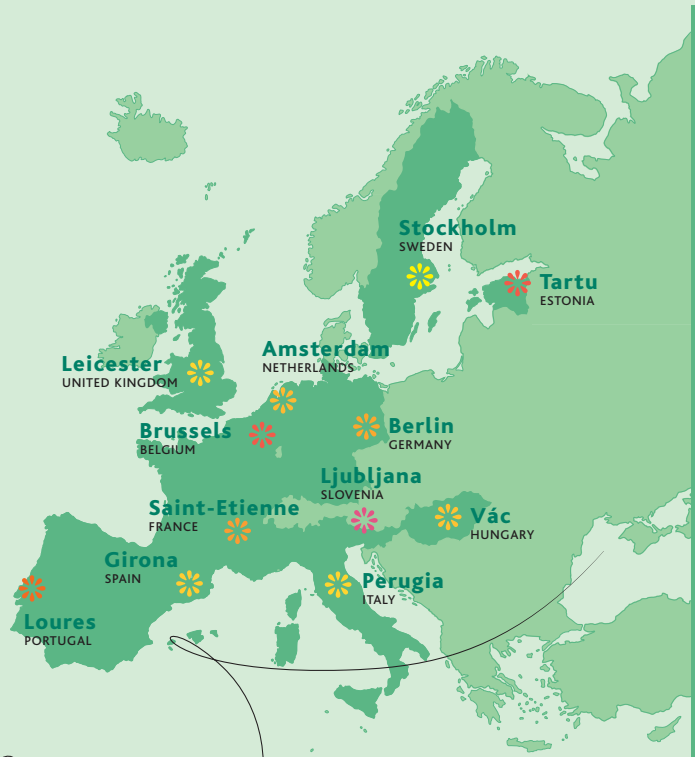 Stockholm
SWEDEN
Tartu
ESTONIA
Amsterdam
NETHERLANDS
Leicester
UNITED KINGDOM
Brussels
BELGIUM
Berlin
GERMANY
Ljubljana
SLOVENIA
Saint-Etienne
FRANCE
Vác
HUNGARY
Girona
SPAIN
Perugia
ITALY
Loures
PORTUGAL